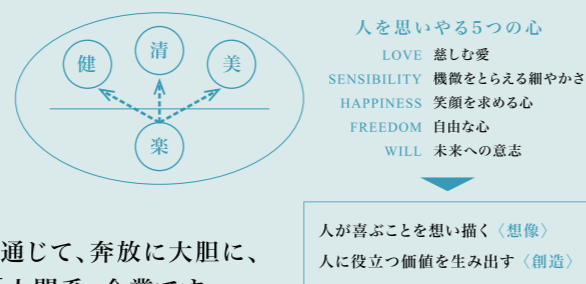 健
清
美
楽
人を思いやる5つの心
LOVE 慈しむ愛
SENSIBILITY 機微をとらえる細やかさ
HAPPINESS 笑顔を求める心
FREEDOM 自由な心
WILL 未来への意志
人が喜ぶことを想い描く〈想像〉
人に役立つ価値を生み出す〈創造〉
通じて、奔放に大胆に、